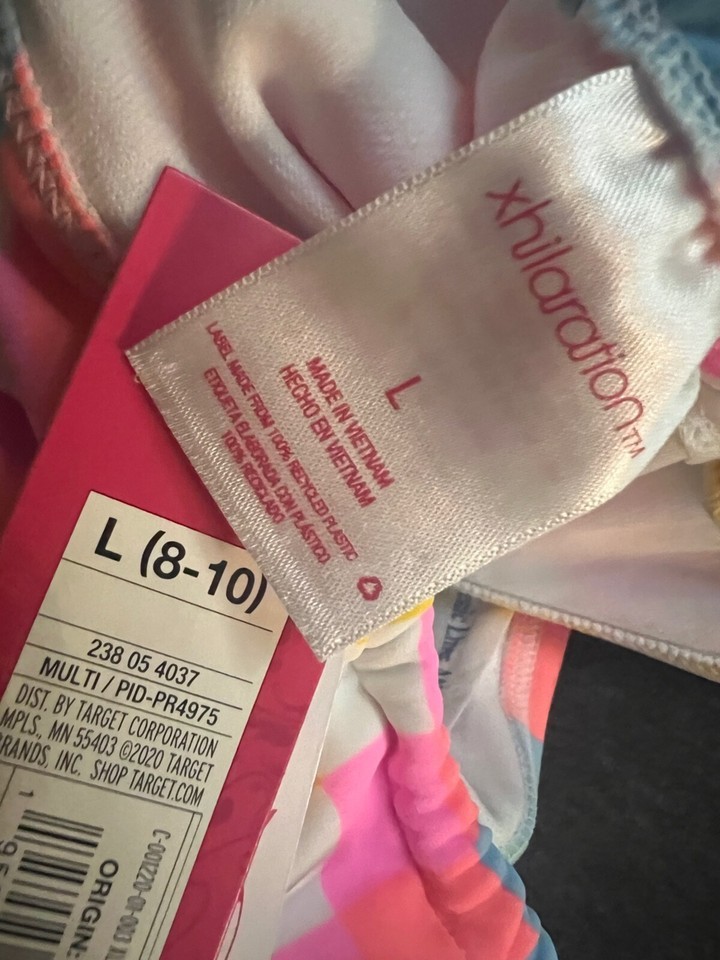 xhilaration™
L
MADE IN VIETNAM
HECHO EN VIETNAM
LABEL MADE FROM 100% RECYCLED PLASTIC
ETIQUETA ELABORADA CON PLÁSTICO
100% RECICLADO
L (8-10)
238 05 4037
MULTI / PID-PR4975
DIST. BY TARGET CORPORATION
MPLS., MN 55403 ©2020 TARGET
BRANDS, INC. SHOP TARGET.COM
ORIGIN:
1